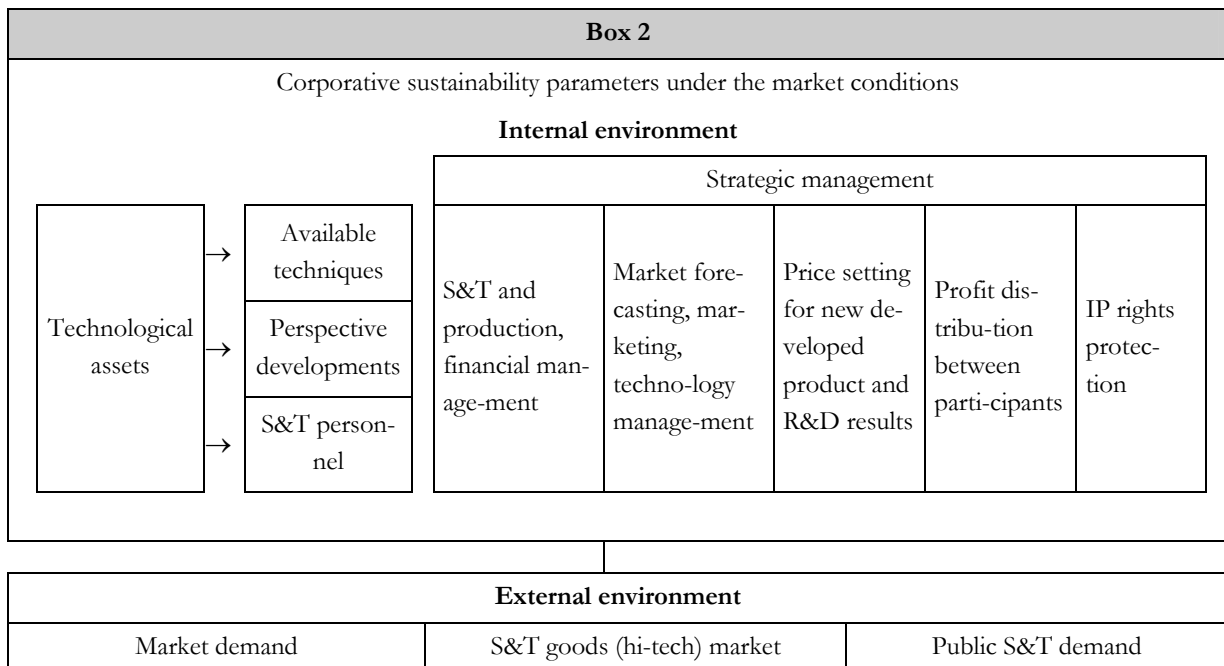 Box 2
Corporative sustainability parameters under the market conditions
Internal environment
Strategic management
Technological
assets
→
→
→
Available
techniques
Perspective
developments
S&T person-
nel
S&T and
production,
financial man-
age-ment
Market fore-
casting, mar-
keting,
techno-logy
manage-ment
Price setting
for new de-
veloped
product and
R&D results
Profit dis-
tribu-tion
between
parti-cipants
IP rights
protec-
tion
External environment
Market demand
S&T goods (hi-tech) market
Public S&T demand